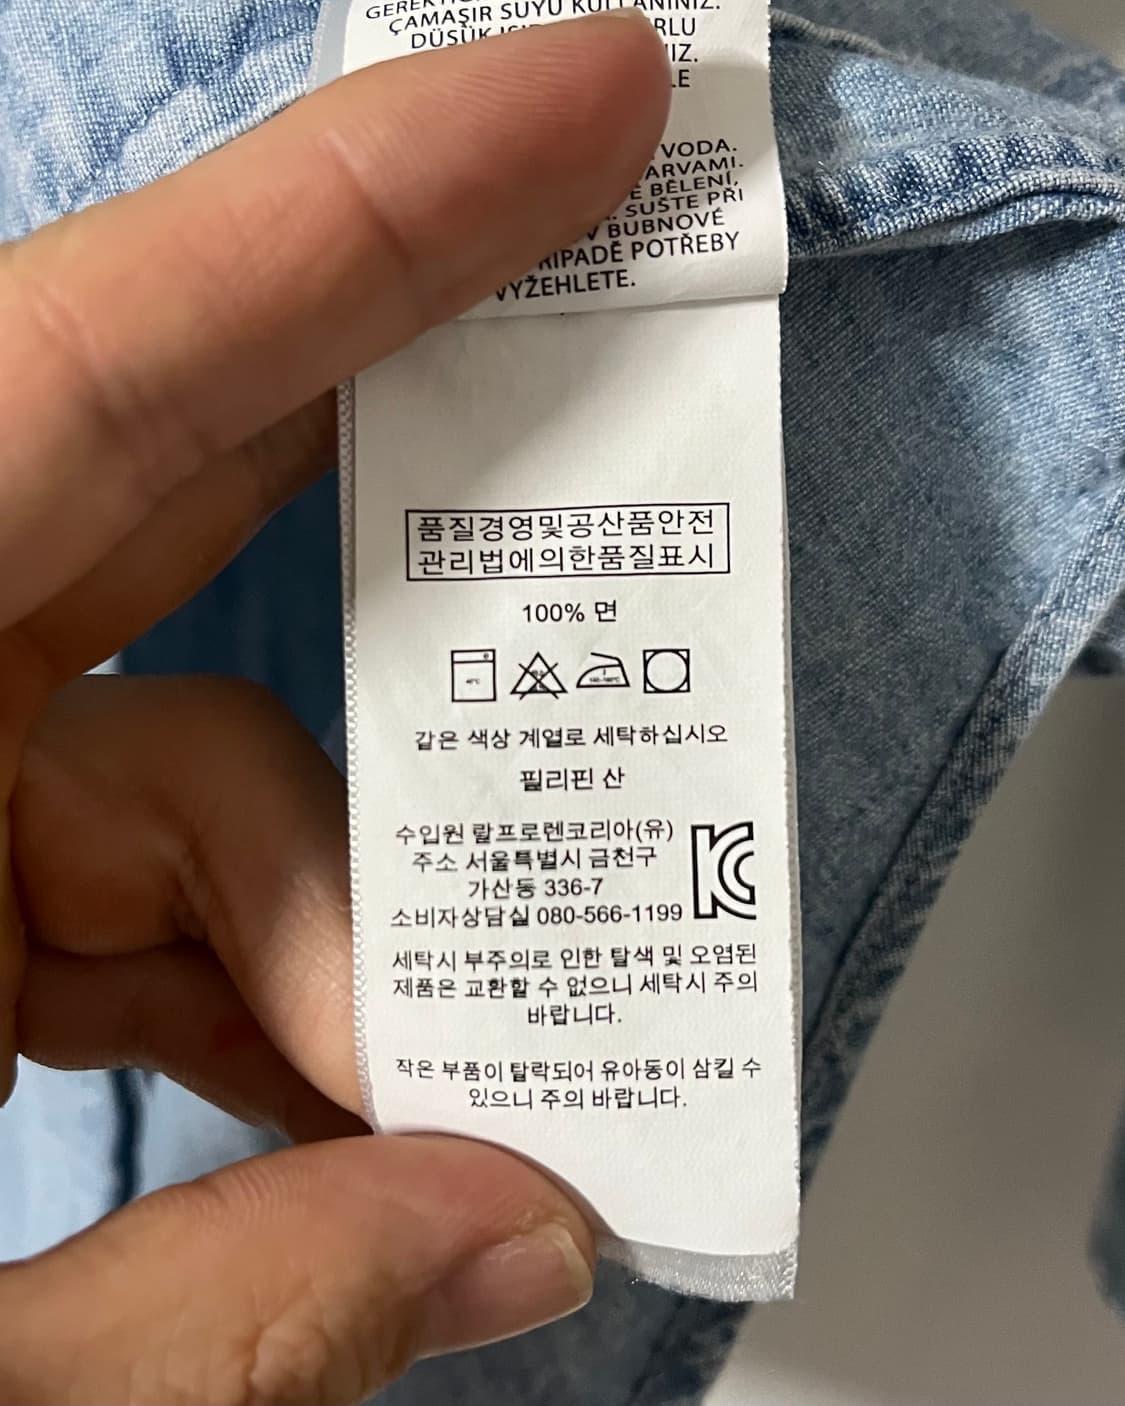 ÇAMAŞIR SUYU KULLANINIZ.
DÜŞÜK
VODA.
BĚLENÍ,
SUŠTE PŘI
V BUBNOVÉ
POTŘEBY
VYŽEHLETE.
품질경영및공산품안전
관리법에의한품질표시
100% 면
같은 색상 계열로 세탁하십시오
필리핀 산
수입원 랄프로렌코리아(유)
주소 서울특별시 금천구
가산동 336-7
소비자상담실 080-566-1199
세탁시 부주의로 인한 탈색 및 오염된
제품은 교환할 수 없으니 세탁시 주의
바랍니다.
작은 부품이 탈락되어 유아동이 삼킬 수
있으니 주의 바랍니다.